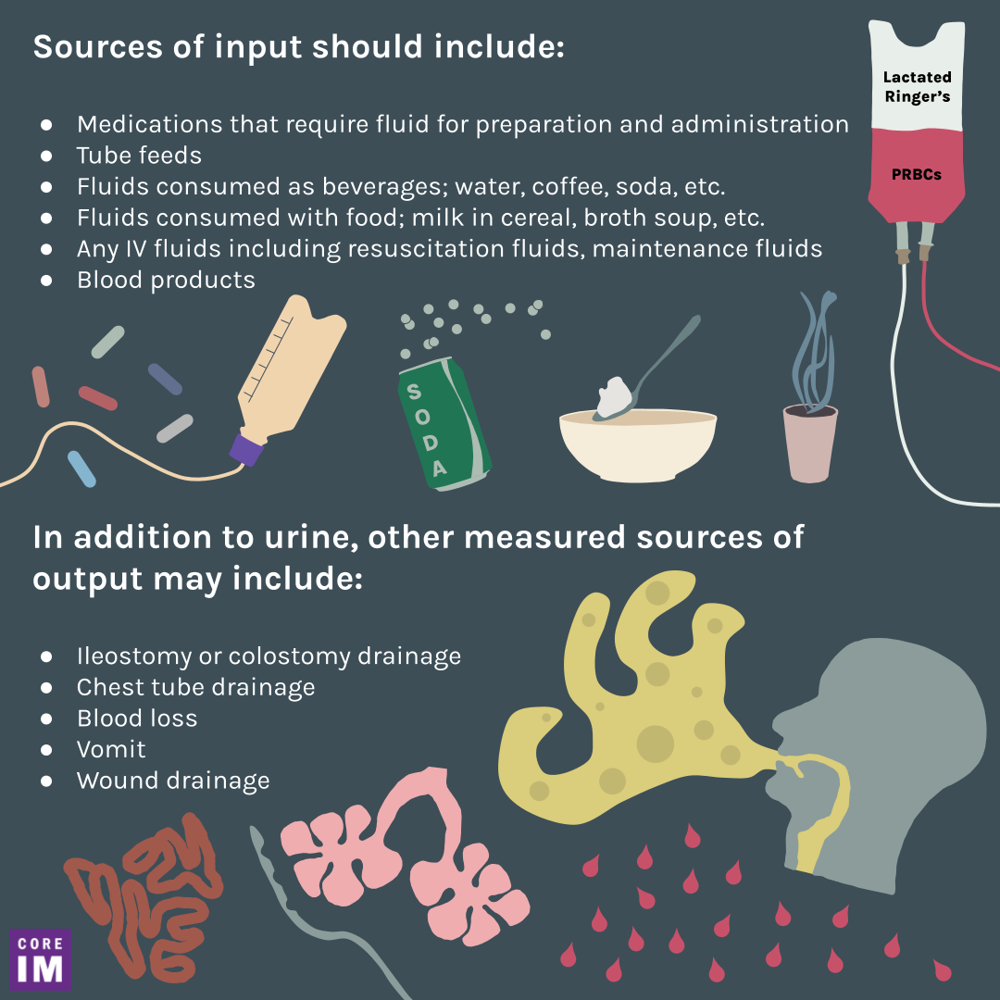 Sources of input should include:
Lactated
Ringer's
PRBCs
● Medications that require fluid for preparation and administration
● Tube feeds
● Fluids consumed as beverages; water, coffee, soda, etc.
● Fluids consumed with food; milk in cereal, broth soup, etc.
● Any IV fluids including resuscitation fluids, maintenance fluids
● Blood products
SODA
In addition to urine, other measured sources of
output may include:
● Ileostomy or colostomy drainage
● Chest tube drainage
● Blood loss
● Vomit
● Wound drainage
CORE
IM